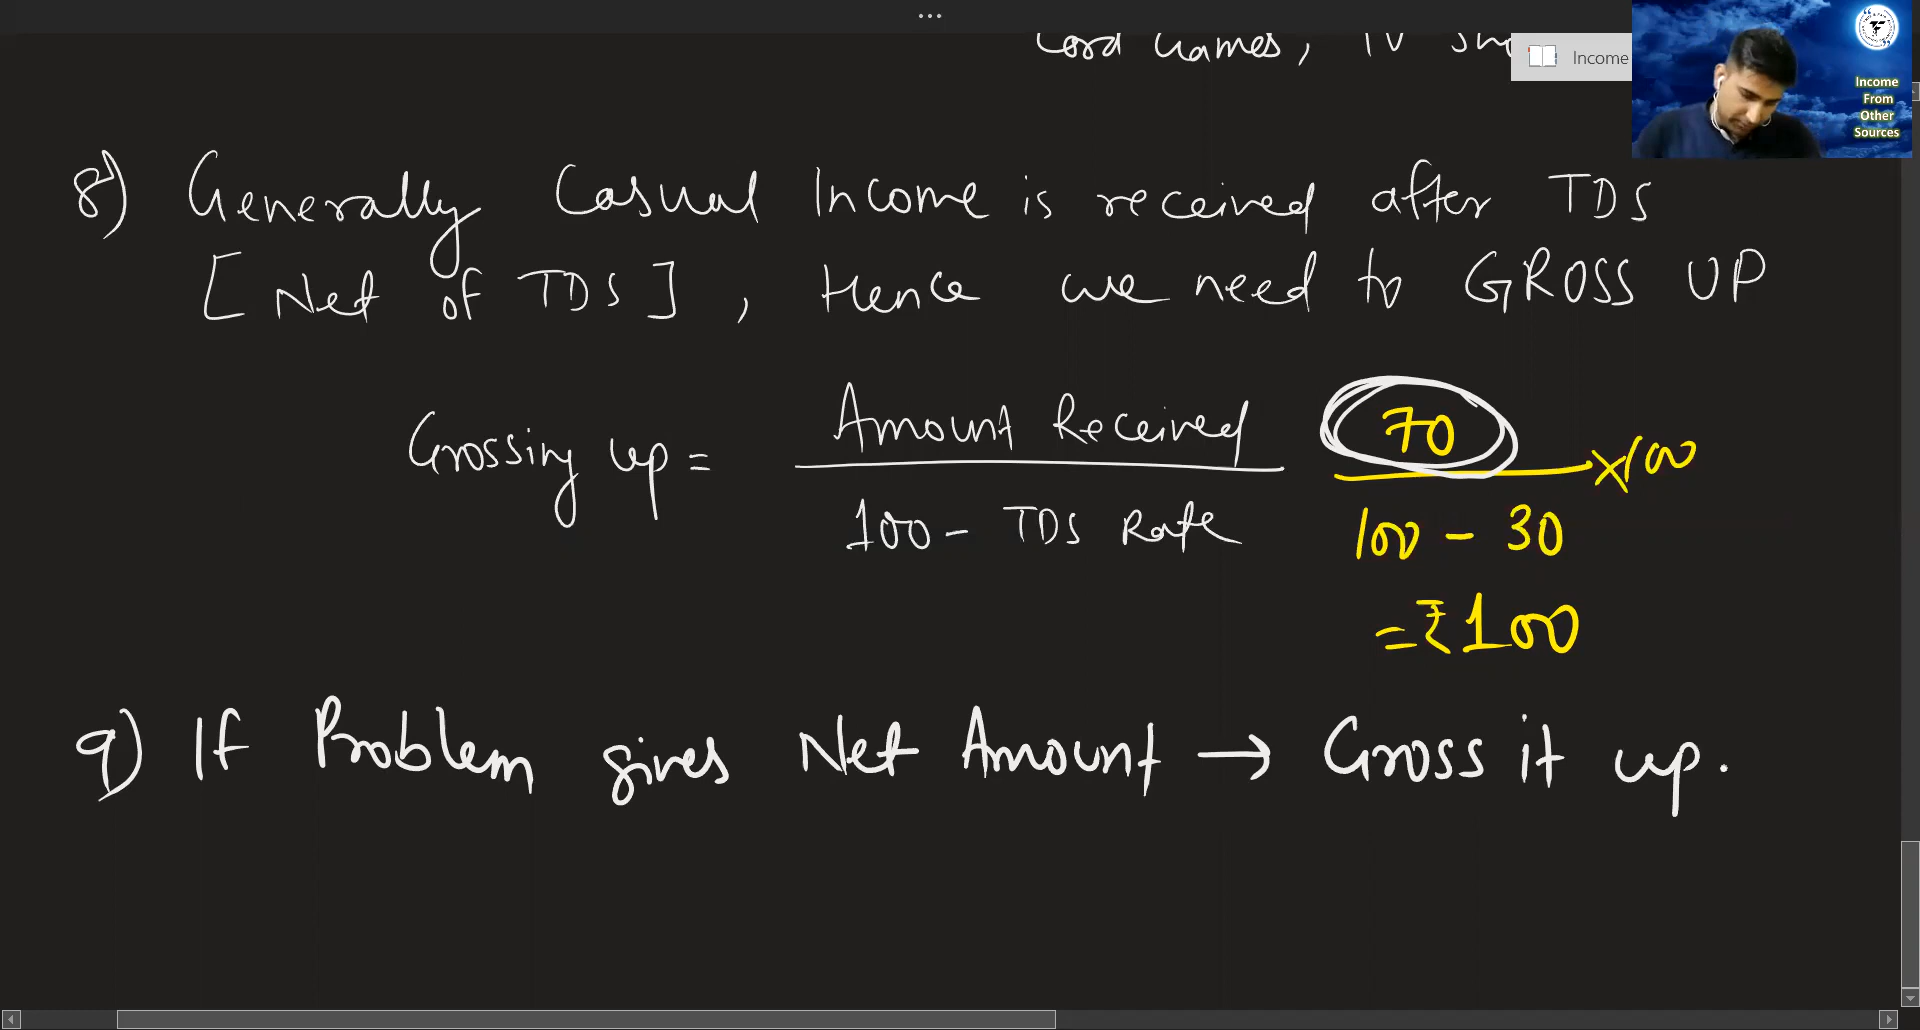 ...
Card Games, TV
Income
Income
From
Other
Sources
8) Generally Casual Income is received after TDS
[Net of TDS], Hence we need to GROSS UP
Grossing up = Amount Received 70 ×100
100 - TDS Rate 100 - 30
= ₹100
9) If Problem gives Net Amount → Gross it up.